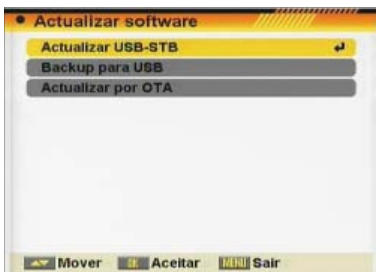 Actualizar software
Actualizar USB-STB
Backup para USB
Actualizar por OTA
Mover OK Aceitar MENU Sair